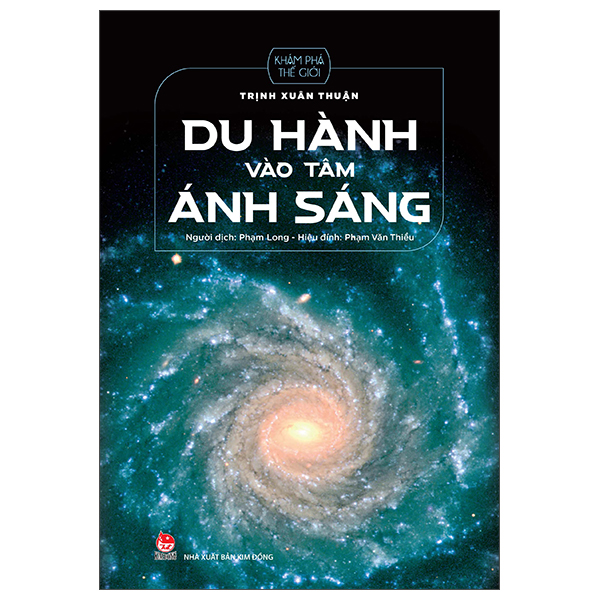 KHÁM PHÁ
THẾ GIỚI
TRỊNH XUÂN THUẬN
DU HÀNH
VÀO TÂM
ÁNH SÁNG
Người dịch: Phạm Long - Hiệu đính: Phạm Văn Thiều
NHÀ XUẤT BẢN KIM ĐỒNG